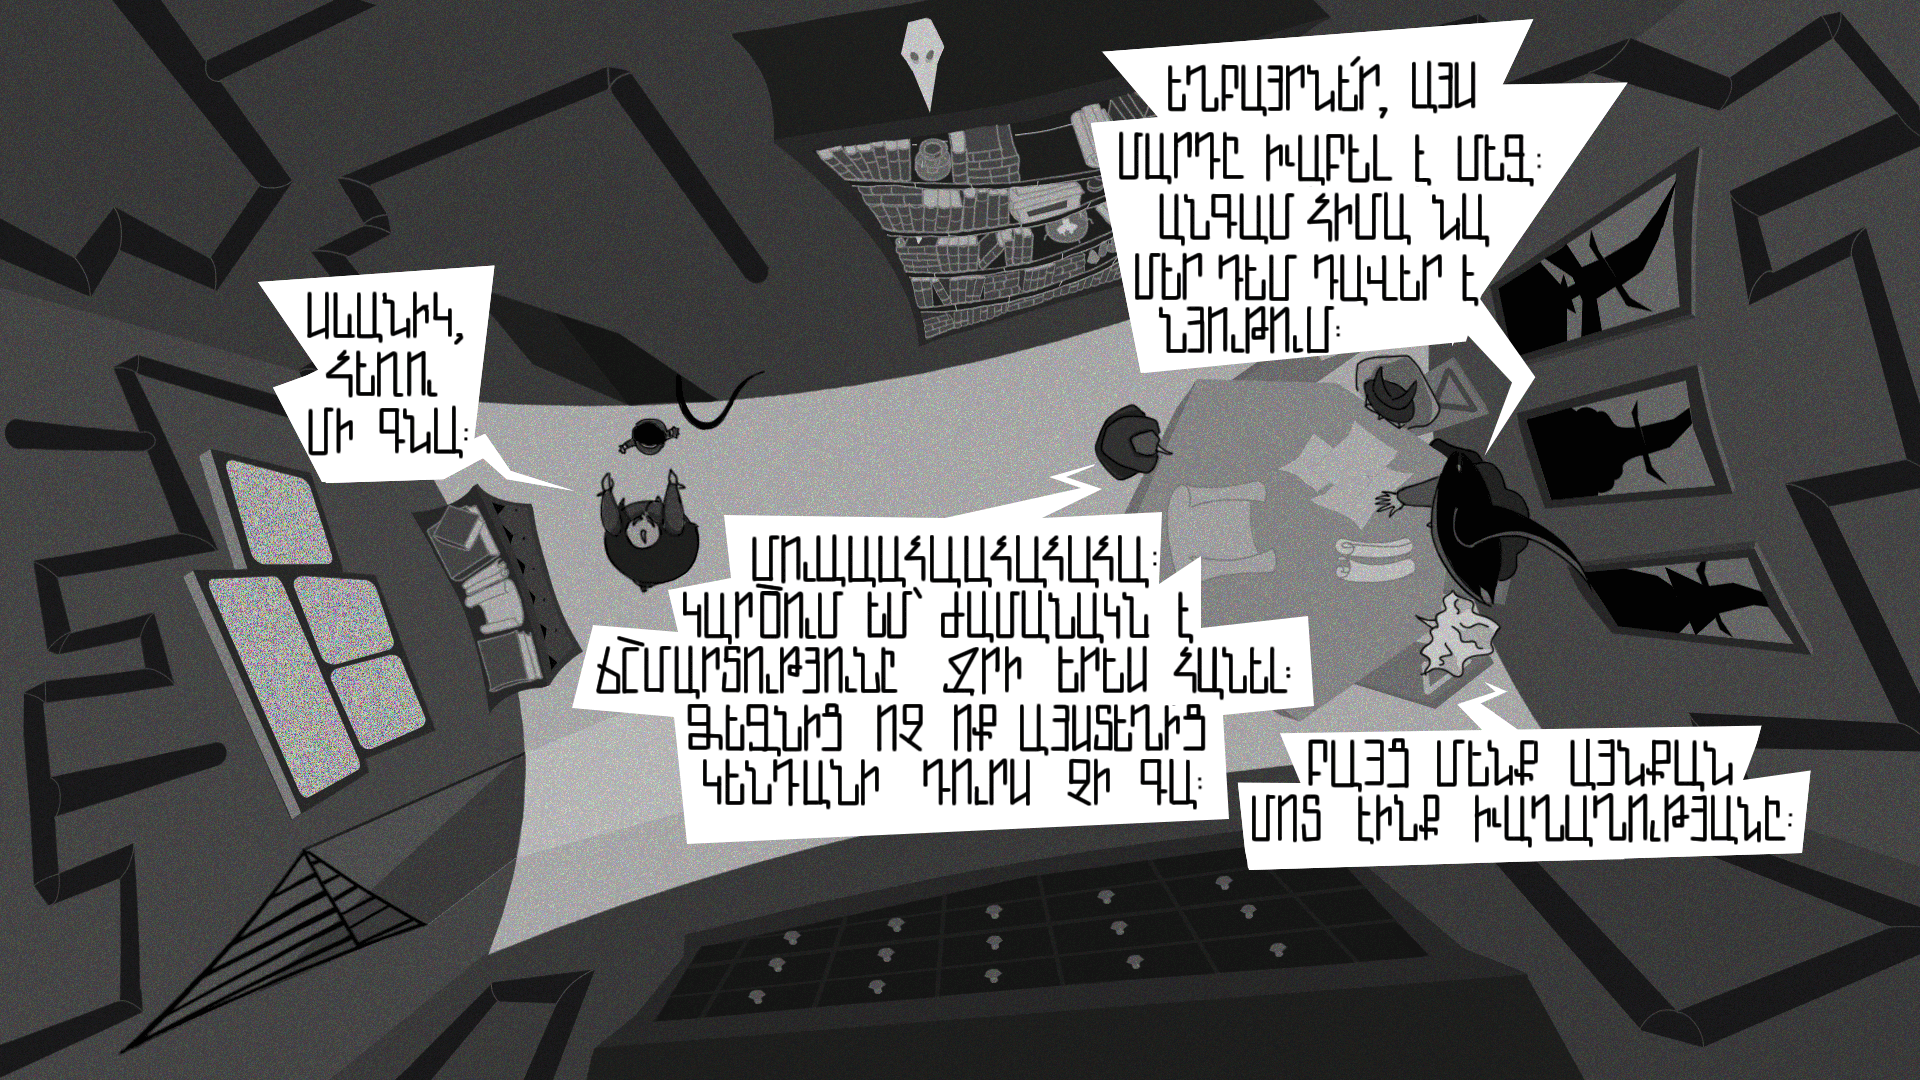 ՍևԱՆԻԿ,
ՀԵՌՈՒ
ՄԻ ԳՆԱ։
ԵՂԲԱՅՐՆԵ՛Ր, ԱՅՍ
ՄԱՐԴԸ ԽԱԲԵԼ Է ՄԵԶ։
ԱՆԳԱՄ ՀԻՄԱ ՆԱ
ՄԵՐ ԴԵՄ ԴԱՎԵՐ Է
ՆՅՈՒԹՈՒՄ։
ՄՈՒԱԱԱՀԱԱՀԱՀԱՀԱ։
ԿԱՐԾՈՒՄ ԵՄ՝ ԺԱՄԱՆԱԿՆ Է
ՃՇՄԱՐՏՈՒԹՅՈՒՆԸ ՋՐԻ ԵՐԵՍ ՀԱՆԵԼ։
ՁԵԶՆԻՑ ՈՉ ՈՔ ԱՅՍՏԵՂԻՑ
ԿԵՆԴԱՆԻ ԴՈՒՐՍ ՉԻ ԳԱ։
ԲԱՅՑ ՄԵՆՔ ԱՅՆՔԱՆ
ՄՈՏ ԷԻՆՔ ԽԱՂԱՂՈՒԹՅԱՆԸ։